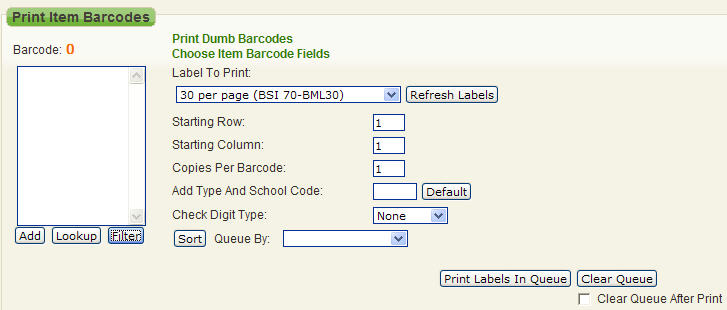 Print Item Barcodes
Barcode: 0
Print Dumb Barcodes
Choose Item Barcode Fields
Label To Print:
30 per page (BSI 70-BML30) Refresh Labels
Starting Row: 1
Starting Column: 1
Copies Per Barcode: 1
Add Type And School Code: Default
Check Digit Type: None
Add Lookup Filter Sort Queue By:
Print Labels In Queue Clear Queue
Clear Queue After Print